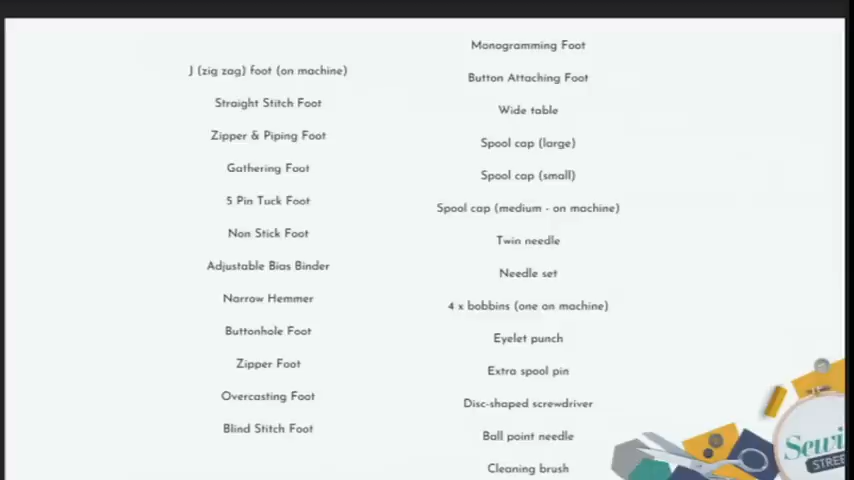 J (zig zag) foot (on machine)
Straight Stitch Foot
Zipper & Piping Foot
Gathering Foot
5 Pin Tuck Foot
Non Stick Foot
Adjustable Bias Binder
Narrow Hemmer
Buttonhole Foot
Zipper Foot
Overcasting Foot
Blind Stitch Foot
Monogramming Foot
Button Attaching Foot
Wide table
Spool cap (large)
Spool cap (small)
Spool cap (medium - on machine)
Twin needle
Needle set
4 x bobbins (one on machine)
Eyelet punch
Extra spool pin
Disc-shaped screwdriver
Ball point needle
Cleaning brush
Sewi
STREE